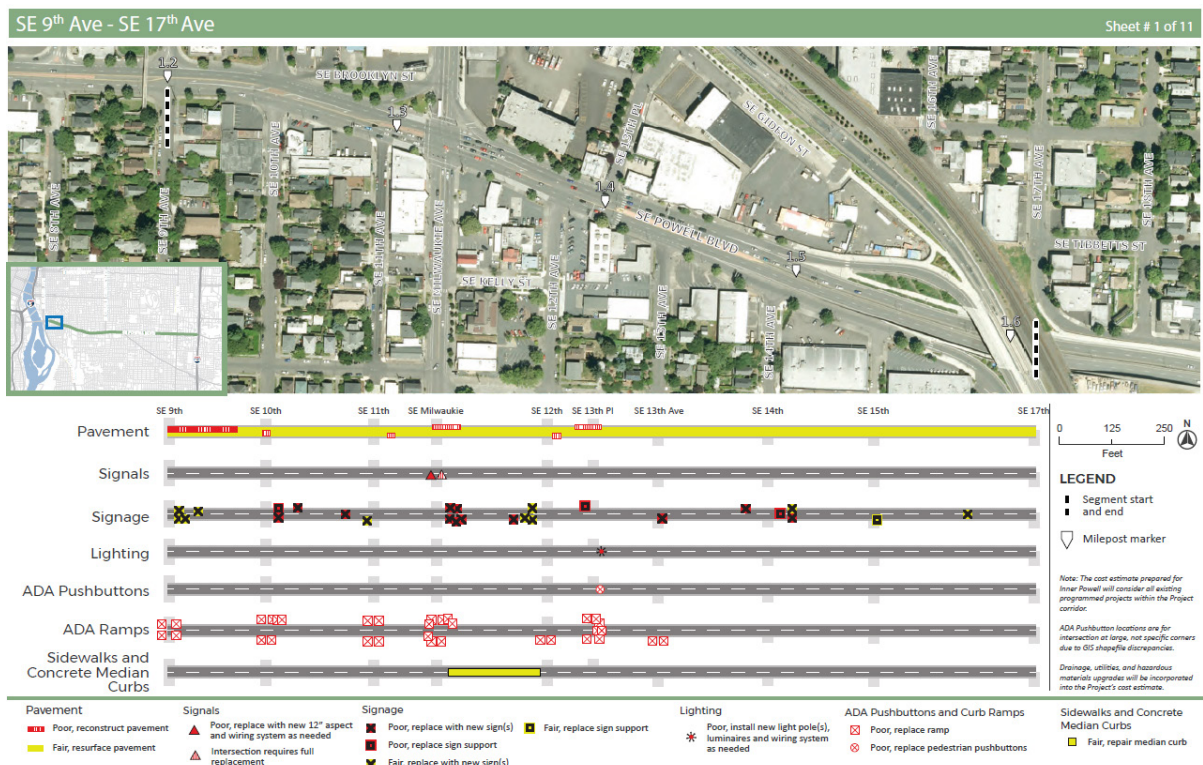 SE 9th Ave - SE 17th Ave
Sheet # 1 of 11
1.2
SE BROOKLYN ST
1.3
SE 13TH PL
SE GIDEON ST
SE 16TH AVE
SE 8TH AVE
SE 9TH AVE
SE 10TH AVE
SE 11TH AVE
SE MILWAUKIE AVE
SE KELLY ST
SE 12TH AVE
1.4
SE POWELL BLVD
1.5
SE 13TH AVE
SE 14TH AVE
1.6
SE 17TH AVE
SE TIBBETTS ST
SE 18TH AVE
SE 9th
SE 10th
SE 11th
SE Milwaukie
SE 12th
SE 13th Pl
SE 13th Ave
SE 14th
SE 15th
SE 17th
Pavement
Signals
Signage
Lighting
ADA Pushbuttons
ADA Ramps
Sidewalks and
Concrete Median
Curbs
N
0 125 250
Feet
LEGEND
Segment start
and end
Milepost marker
Note: The cost estimate prepared for
Inner Powell will consider all existing
programmed projects within the Project
corridor.
ADA Pushbutton locations are for
intersection at large, not specific corners
due to GIS shapefile discrepancies.
Drainage, utilities, and hazardous
materials upgrades will be incorporated
into the Project's cost estimate.
Pavement
Poor, reconstruct pavement
Fair, resurface pavement
Signals
Poor, replace with new 12" aspect
and wiring system as needed
Intersection requires full
replacement
Signage
Poor, replace with new sign(s)
Poor, replace sign support
Fair, replace with new sign(s)
Fair, replace sign support
Lighting
Poor, install new light pole(s),
luminaires and wiring system
as needed
ADA Pushbuttons and Curb Ramps
Poor, replace ramp
Poor, replace pedestrian pushbuttons
Sidewalks and Concrete
Median Curbs
Fair, repair median curb